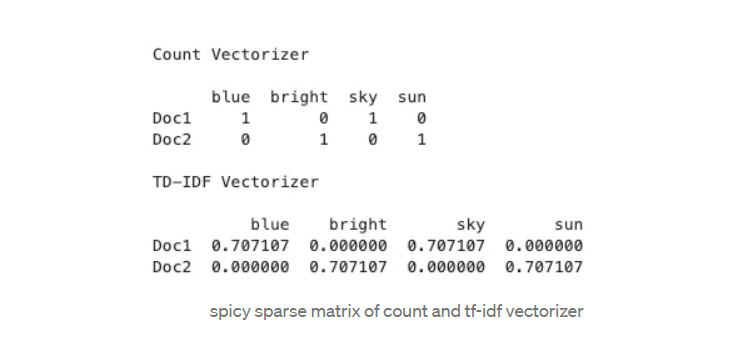 Count Vectorizer
blue bright sky sun
Doc1 1 0 1 0
Doc2 0 1 0 1
TD-IDF Vectorizer
blue bright sky sun
Doc1 0.707107 0.000000 0.707107 0.000000
Doc2 0.000000 0.707107 0.000000 0.707107
spicy sparse matrix of count and tf-idf vectorizer